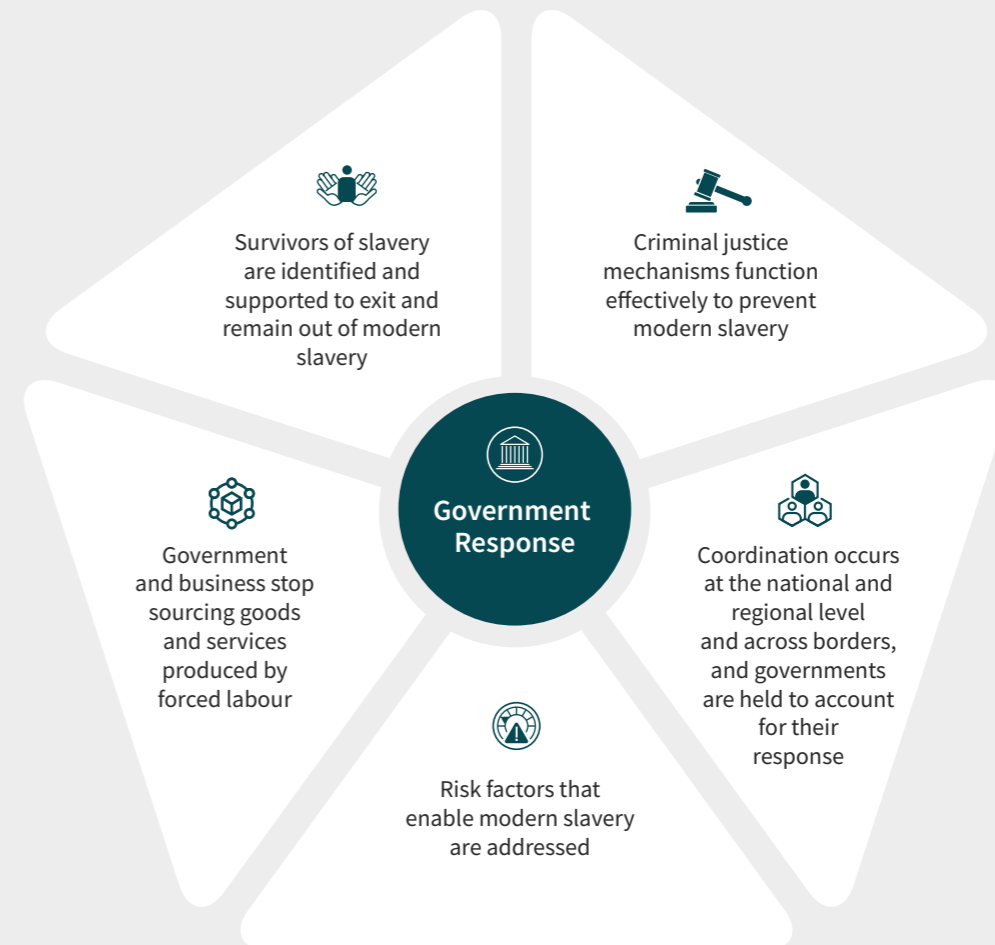 Survivors of slavery
are identified and
supported to exit and
remain out of modern
slavery
Criminal justice
mechanisms function
effectively to prevent
modern slavery
Government
Response
Government
and business stop
sourcing goods
and services
produced by
forced labour
Coordination occurs
at the national and
regional level
and across borders,
and governments
are held to account
for their
response
Risk factors that
enable modern slavery
are addressed